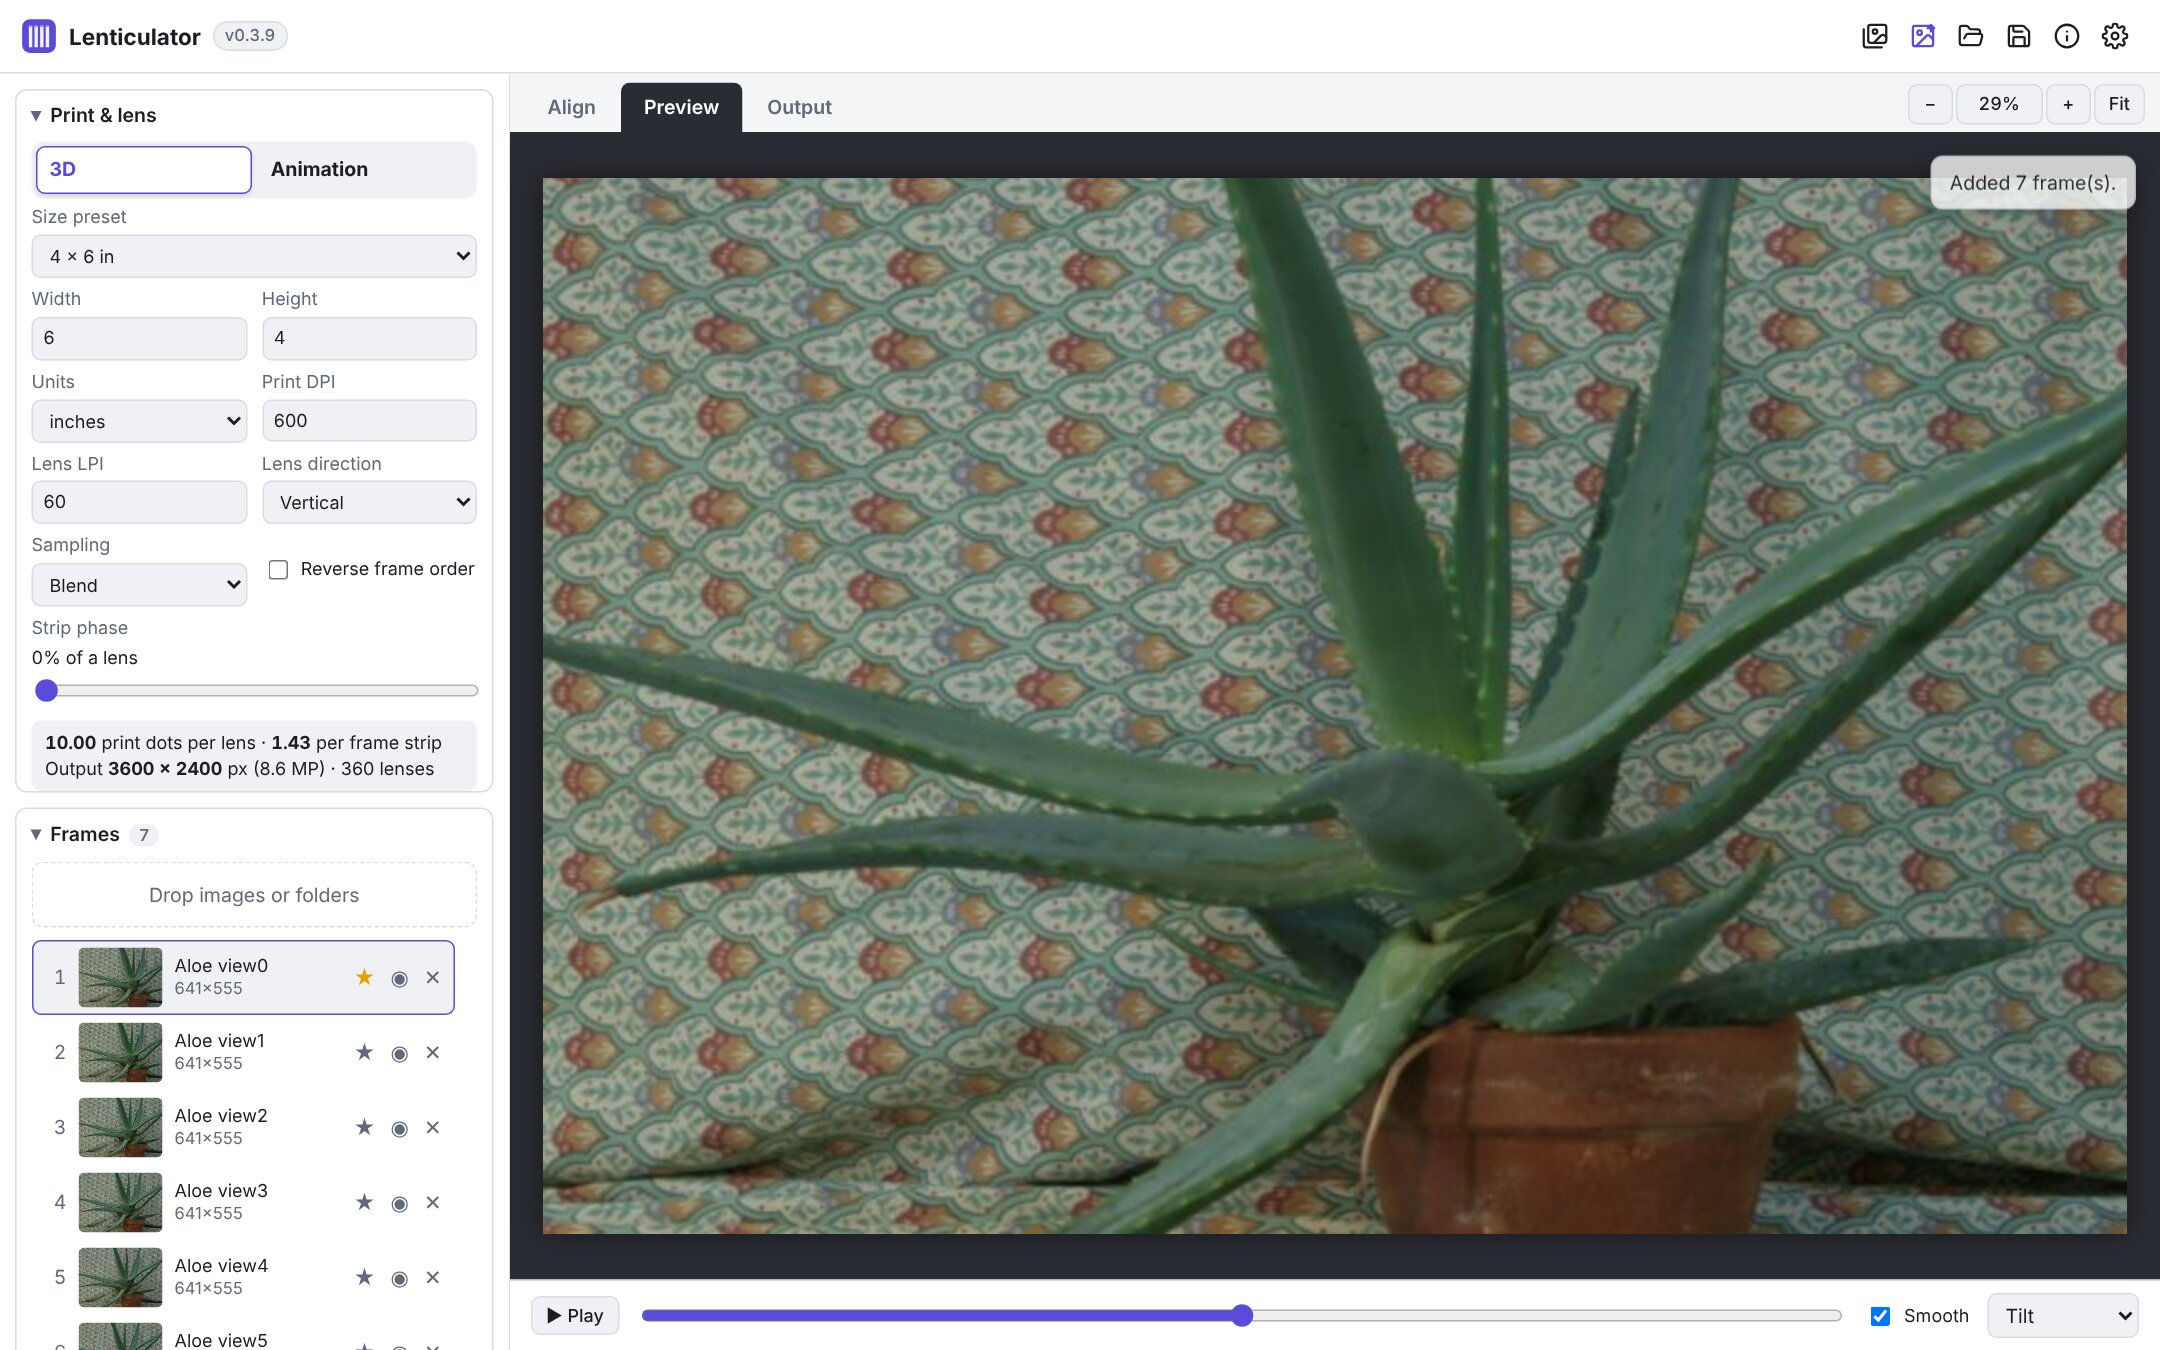 Lenticulator v0.3.9
Print & lens
3D Animation
Size preset
4 × 6 in
Width Height
6 4
Units Print DPI
inches 600
Lens LPI Lens direction
60 Vertical
Sampling
Blend Reverse frame order
Strip phase
0% of a lens
10.00 print dots per lens · 1.43 per frame strip
Output 3600 × 2400 px (8.6 MP) · 360 lenses
Frames 7
Drop images or folders
1 Aloe view0
641×555
2 Aloe view1
641×555
3 Aloe view2
641×555
4 Aloe view3
641×555
5 Aloe view4
641×555
Aloe view5
Align Preview Output
− 29% + Fit
Added 7 frame(s).
Play Smooth Tilt